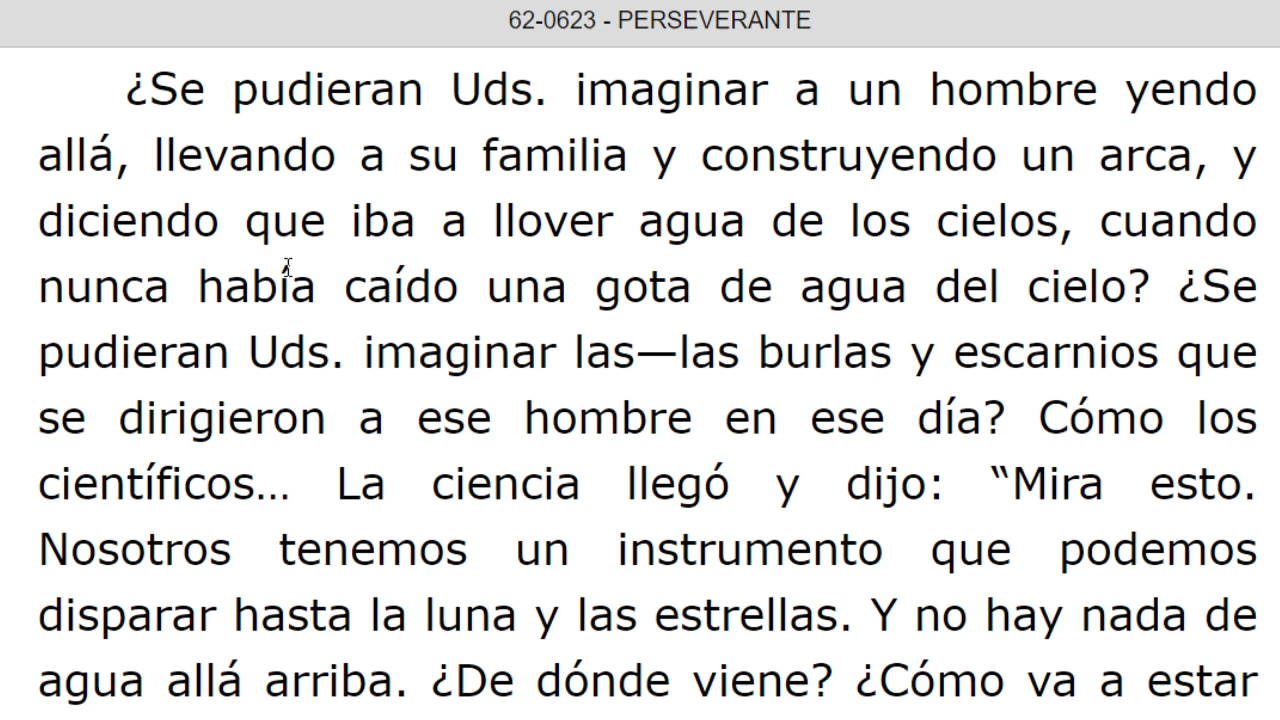 62-0623 - PERSEVERANTE
¿Se pudieran Uds. imaginar a un hombre yendo
allá, llevando a su familia y construyendo un arca, y
diciendo que iba a llover agua de los cielos, cuando
nunca había caído una gota de agua del cielo? ¿Se
pudieran Uds. imaginar las—las burlas y escarnios que
se dirigieron a ese hombre en ese día? Cómo los
científicos… La ciencia llegó y dijo: “Mira esto.
Nosotros tenemos un instrumento que podemos
disparar hasta la luna y las estrellas. Y no hay nada de
agua allá arriba. ¿De dónde viene? ¿Cómo va a estar